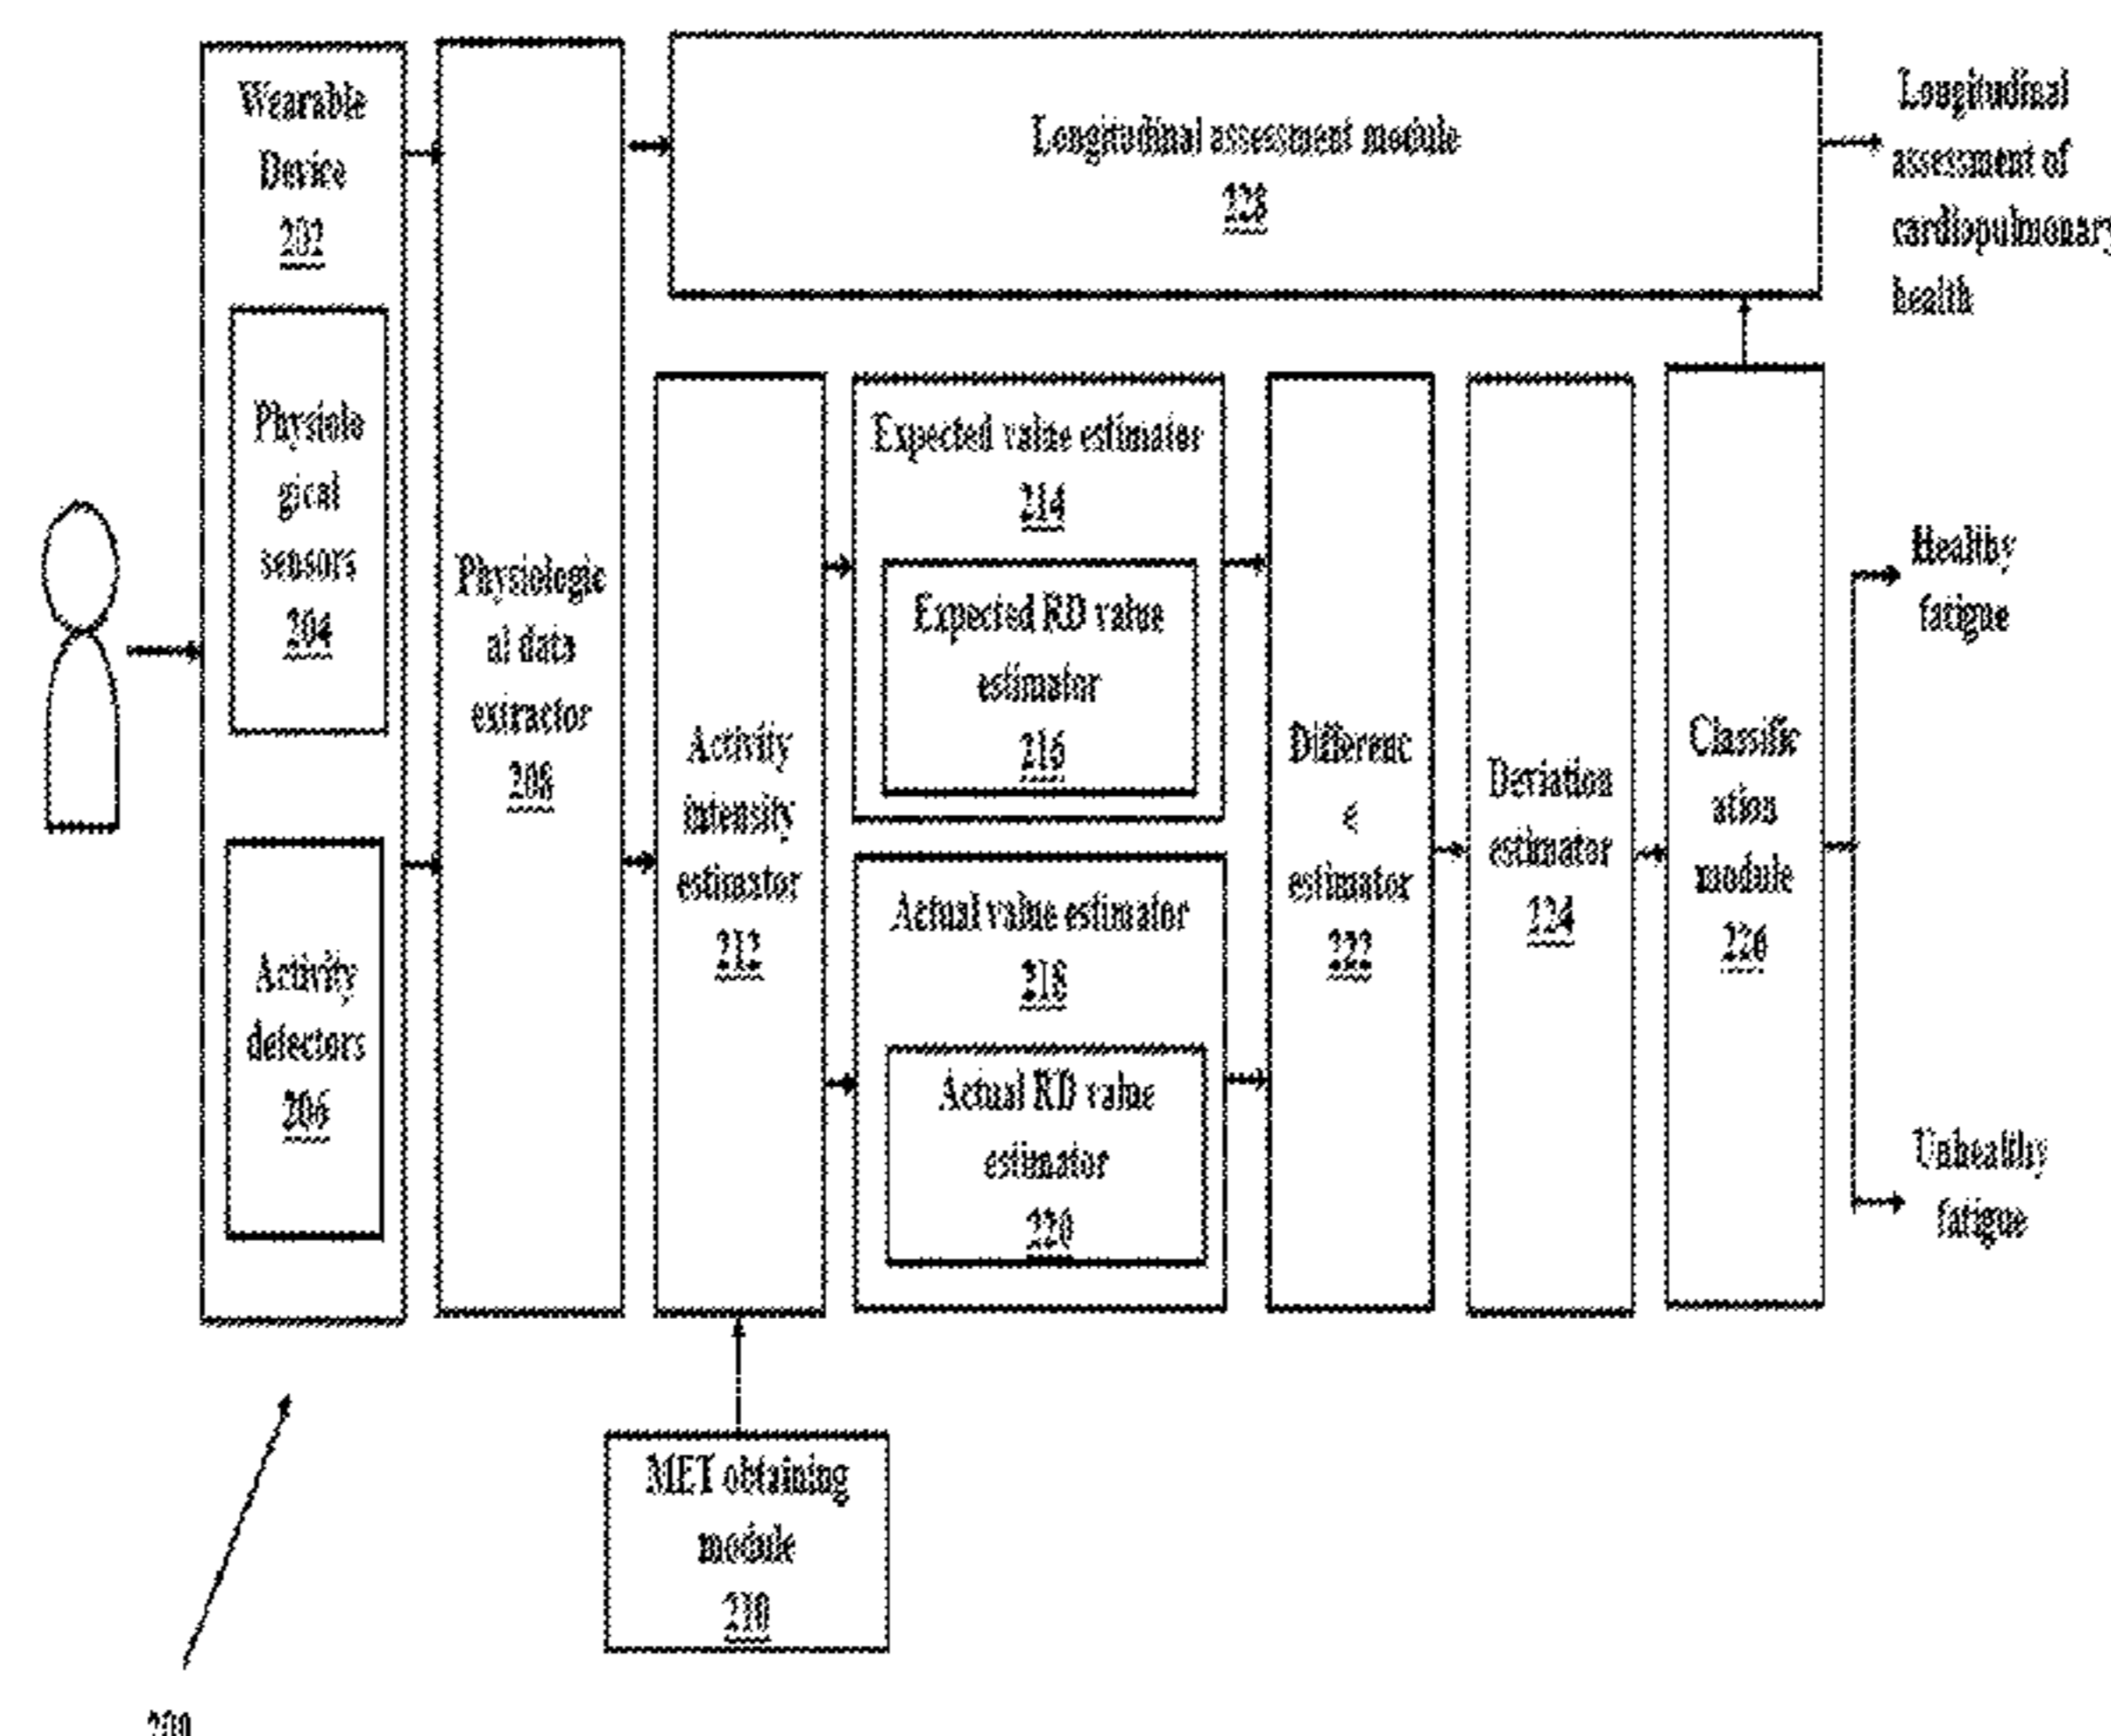 Wearable
Device
202
Physiolo
gical
sensors
204
Activity
detectors
206
Physiologic
al data
extractor
208
Longitudinal assessment module
228
Longitudinal
assessment of
cardiopulmonary
health
Activity
intensity
estimator
212
Expected value estimator
214
Expected RD value
estimator
216
Actual value estimator
218
Actual RD value
estimator
220
Differenc
e
estimator
222
Deviation
estimator
224
Classific
ation
module
226
Healthy
fatigue
Unhealthy
fatigue
MET obtaining
module
210
200